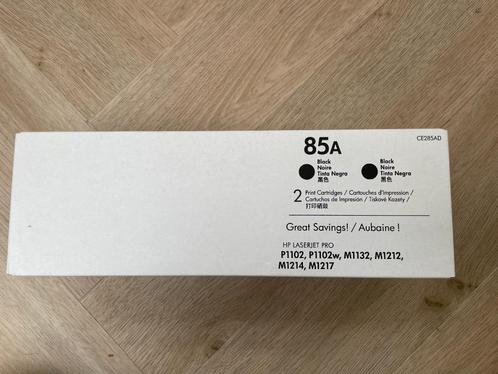 CE285AD
85A
Black
Noire
Tinta Negra
黑色
Black
Noire
Tinta Negra
黑色
2 Print Cartridges / Cartouches d'impression /
Cartuchos de Impresión / Tiskové Kazety /
打印硒鼓
Great Savings! / Aubaine !
HP LASERJET PRO
P1102, P1102w, M1132, M1212,
M1214, M1217